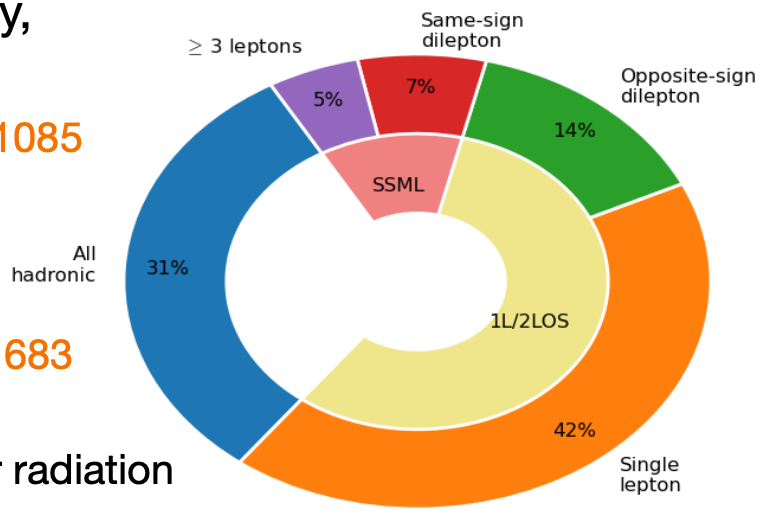 y,
Same-sign
dilepton
≥ 3 leptons
Opposite-sign
dilepton
5%
7%
14%
1085
SSML
All
hadronic
31%
1L/2LOS
683
42%
Single
lepton
r radiation